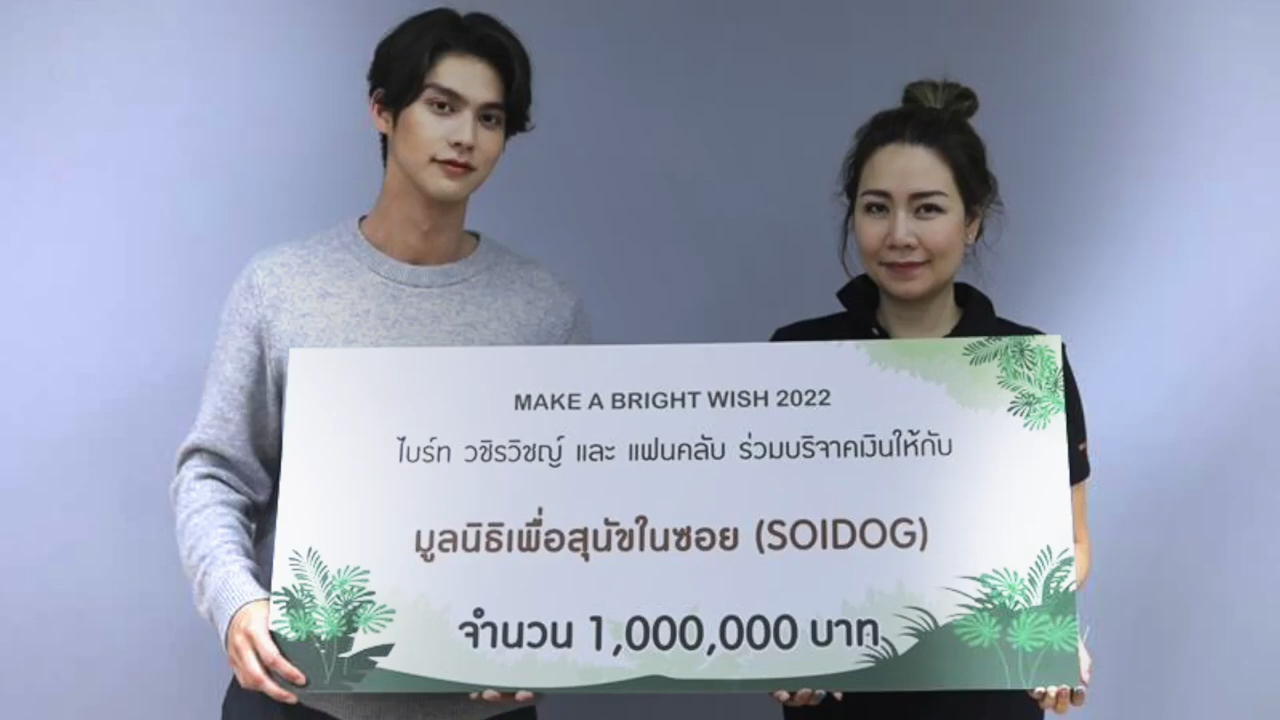 MAKE A BRIGHT WISH 2022
ไบร์ท วชิรวิชญ์ และ แฟนคลับ ร่วมบริจาคเงินให้กับ
มูลนิธิเพื่อสุนัขในซอย (SOIDOG)
จำนวน 1,000,000 บาท